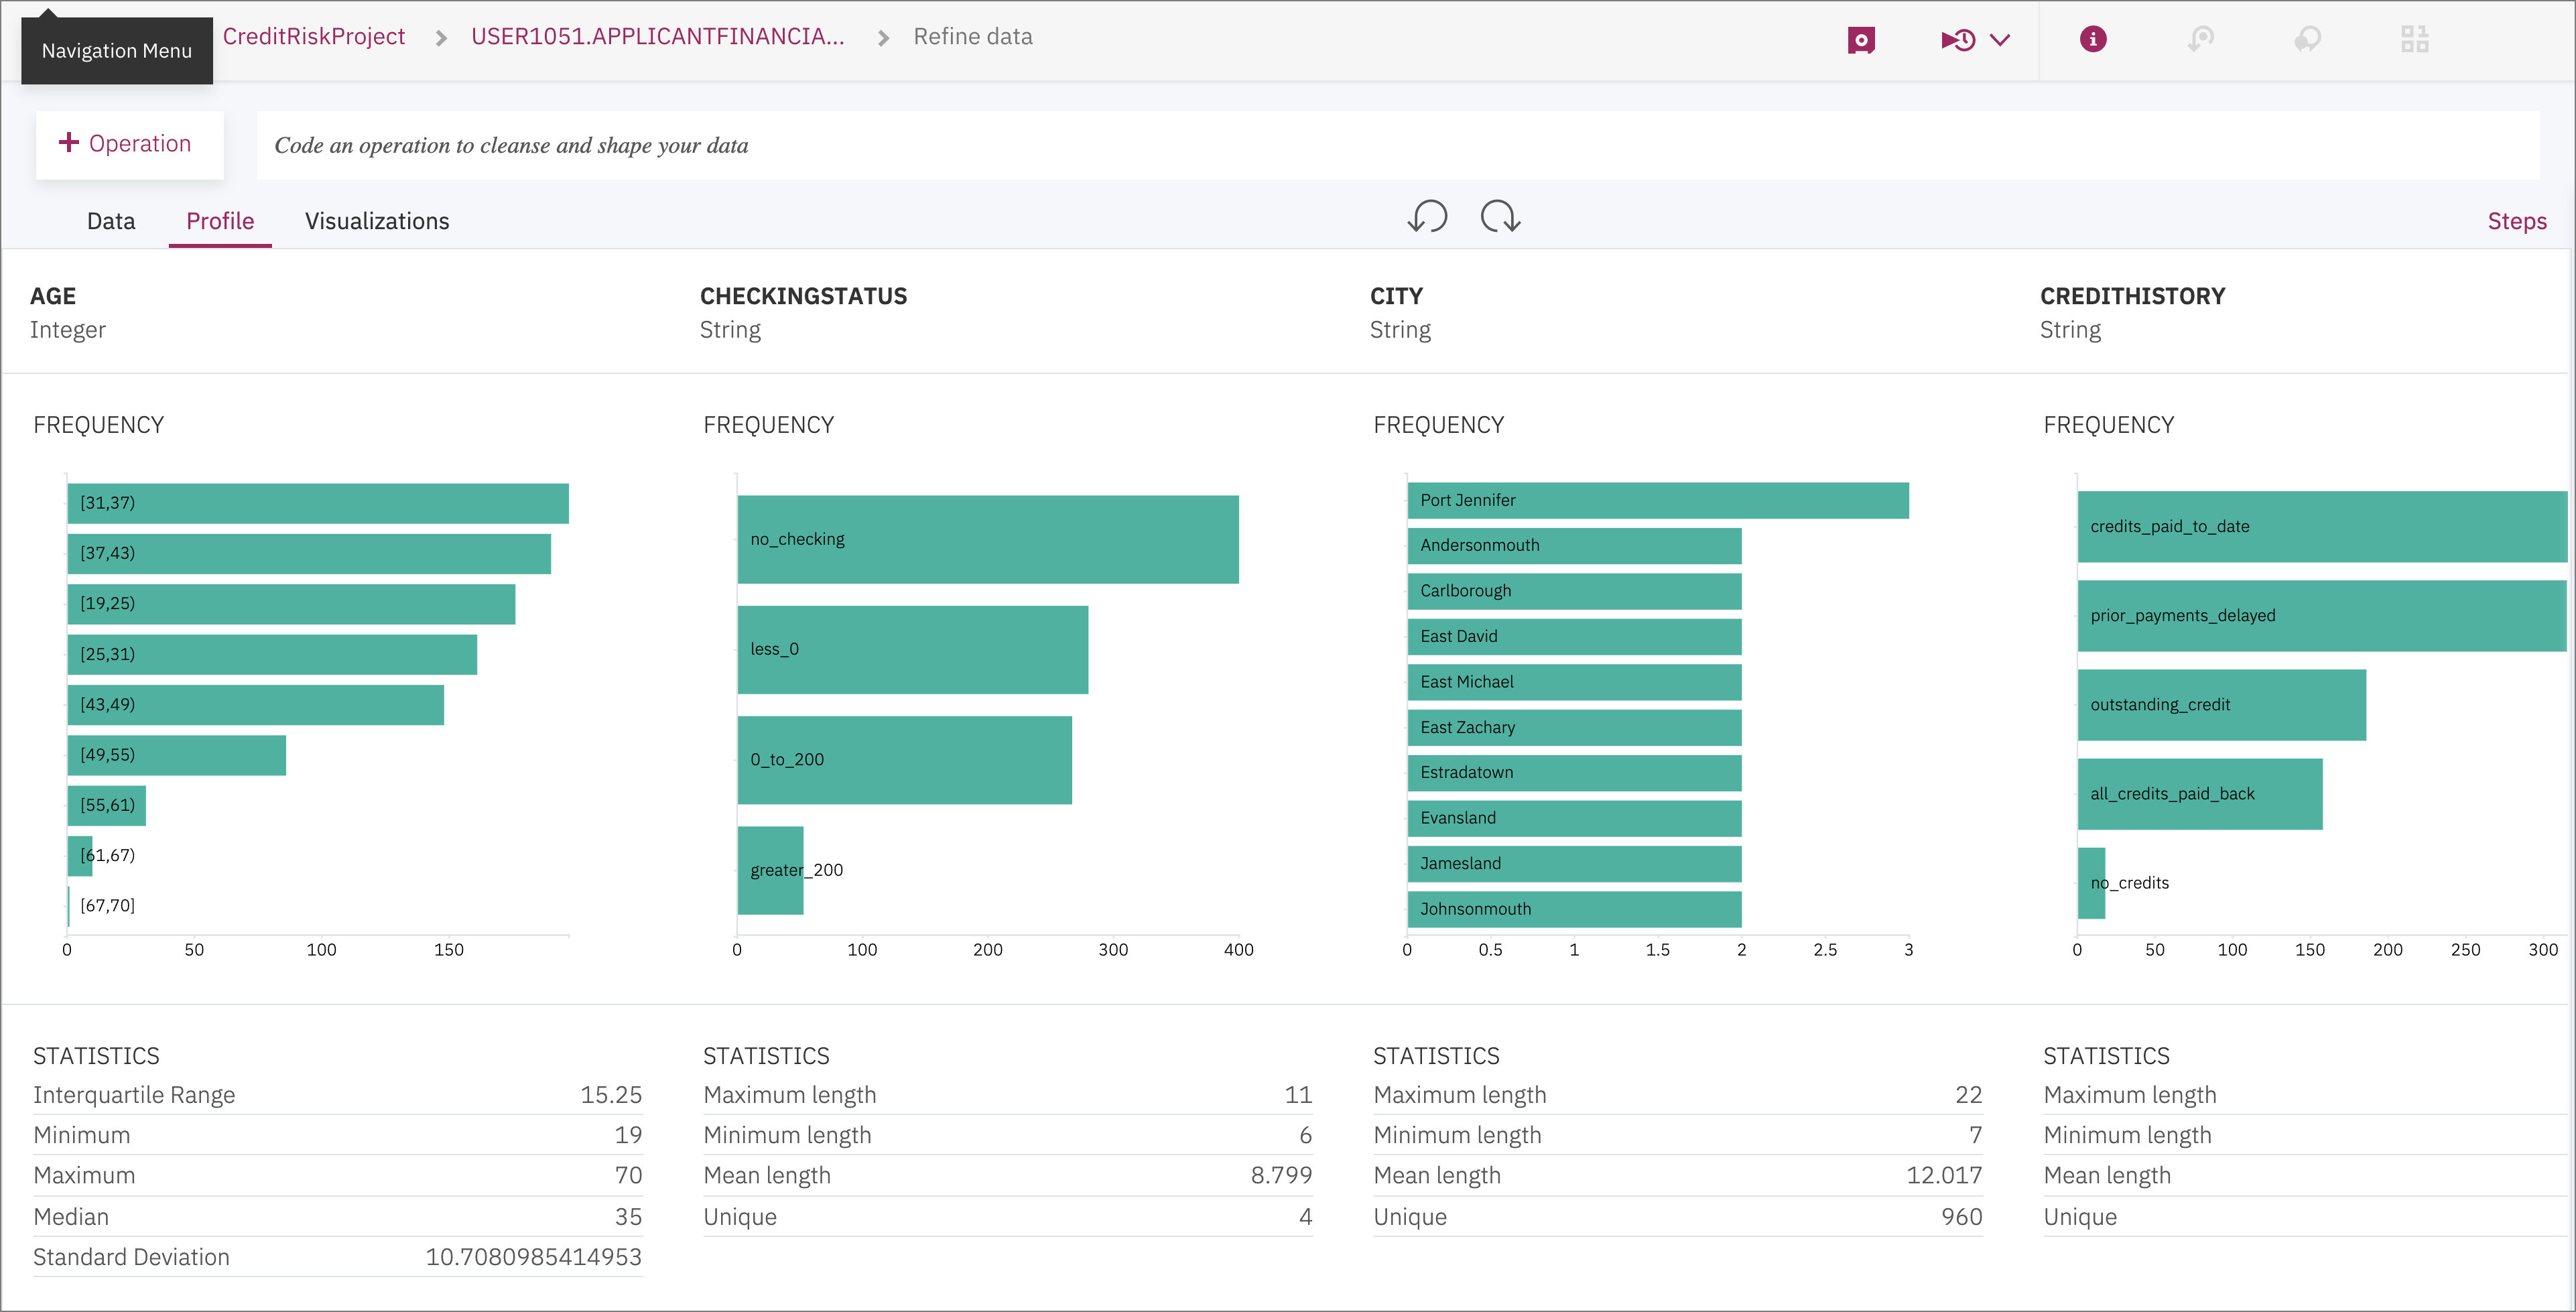 Navigation Menu
CreditRiskProject
USER1051.APPLICANTFINANCIA...
Refine data
+ Operation
Code an operation to cleanse and shape your data
Data
Profile
Visualizations
Steps
AGE
Integer
FREQUENCY
[31,37)
[37,43)
[19,25)
[25,31)
[43,49)
[49,55)
[55,61)
[61,67)
[67,70]
0 50 100 150
STATISTICS
Interquartile Range 15.25
Minimum 19
Maximum 70
Median 35
Standard Deviation 10.7080985414953
CHECKINGSTATUS
String
FREQUENCY
no_checking
less_0
0_to_200
greater_200
0 100 200 300 400
STATISTICS
Maximum length 11
Minimum length 6
Mean length 8.799
Unique 4
CITY
String
FREQUENCY
Port Jennifer
Andersonmouth
Carlborough
East David
East Michael
East Zachary
Estradatown
Evansland
Jamesland
Johnsonmouth
0 0.5 1 1.5 2 2.5 3
STATISTICS
Maximum length 22
Minimum length 7
Mean length 12.017
Unique 960
CREDITHISTORY
String
FREQUENCY
credits_paid_to_date
prior_payments_delayed
outstanding_credit
all_credits_paid_back
no_credits
0 50 100 150 200 250 300
STATISTICS
Maximum length
Minimum length
Mean length
Unique